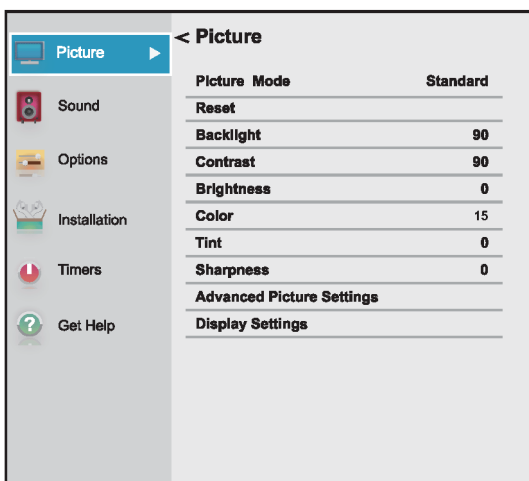 Picture
Sound
Options
Installation
Timers
Get Help
< Picture
Picture Mode Standard
Reset
Backlight 90
Contrast 90
Brightness 0
Color 15
Tint 0
Sharpness 0
Advanced Picture Settings
Display Settings